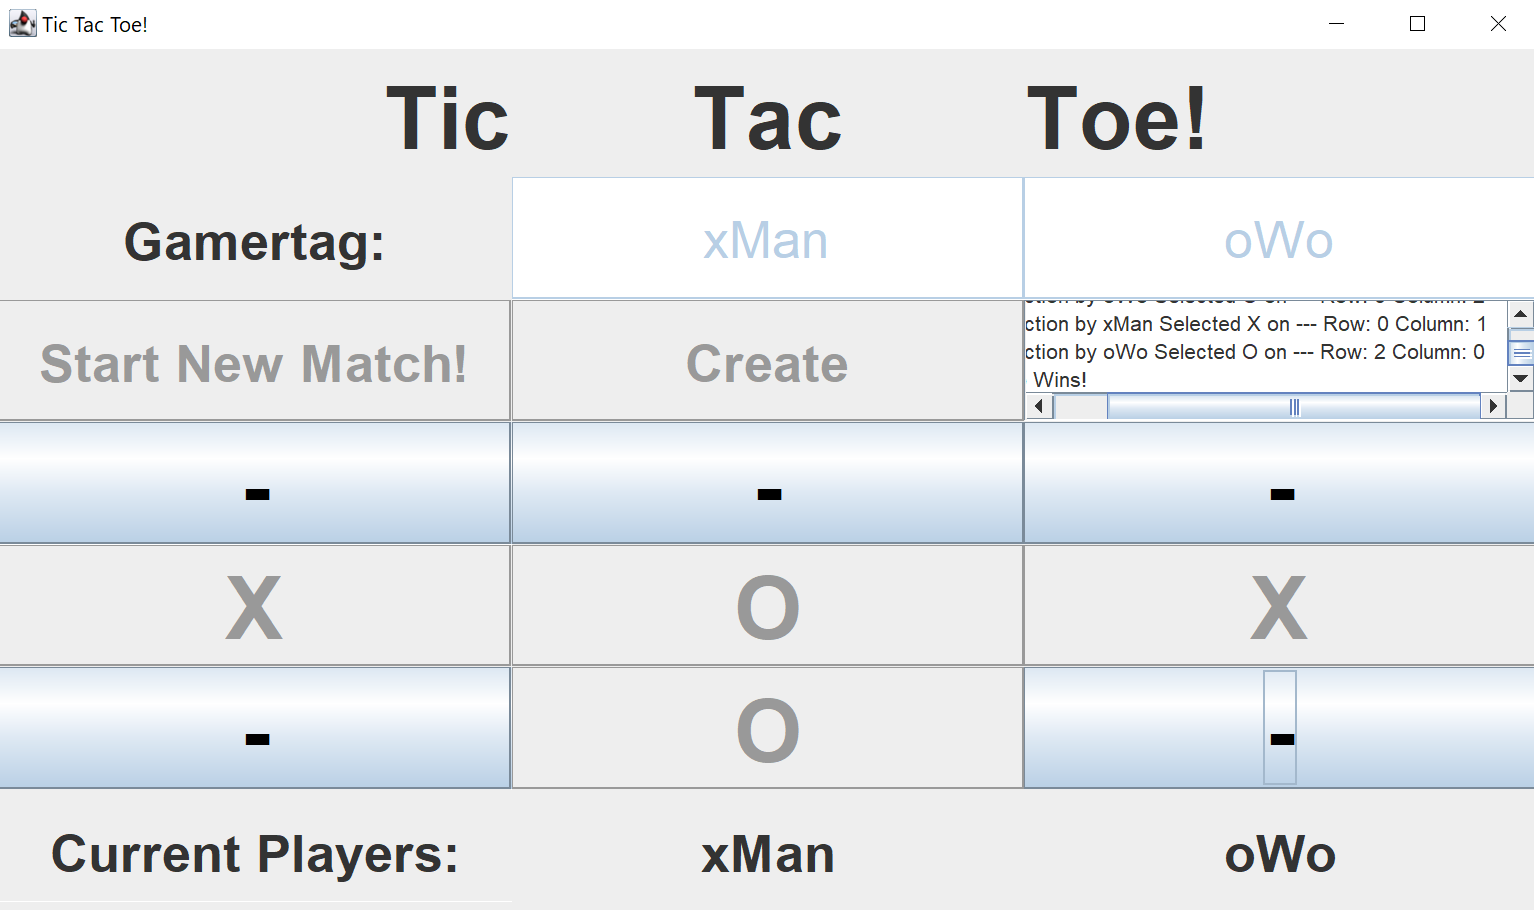 Tic Tac Toe!
Tic Tac Toe!
Gamertag: xMan oWo
Start New Match! Create
ction by xMan Selected X on --- Row: 0 Column: 1
ction by oWo Selected O on --- Row: 2 Column: 0
Wins!
- - -
X O X
- O -
Current Players: xMan oWo